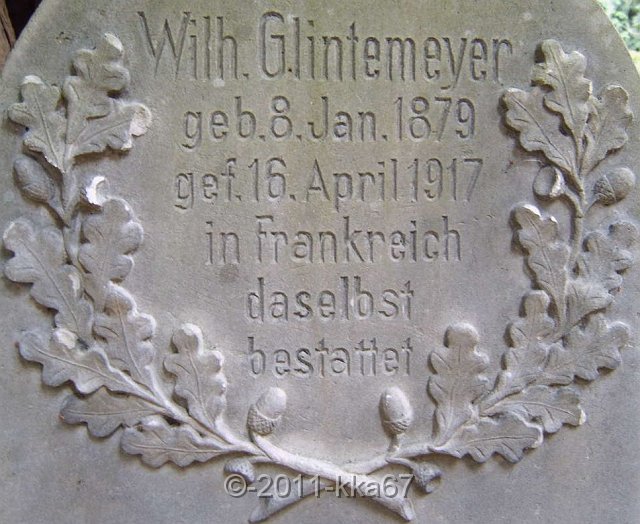 Wilh. Glintemeyer
geb. 8. Jan. 1879
gef. 16. April 1917
in Frankreich
daselbst
bestattet
©-2011-kka67